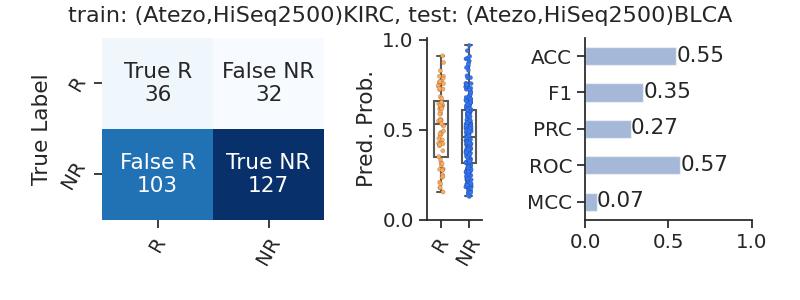 train: (Atezo,HiSeq2500)KIRC, test: (Atezo,HiSeq2500)BLCA
True Label
R
NR
True R
36
False NR
32
False R
103
True NR
127
R
NR
Pred. Prob.
1.0
0.5
0.0
R
NR
ACC
0.55
F1
0.35
PRC
0.27
ROC
0.57
MCC
0.07
0.0
0.5
1.0